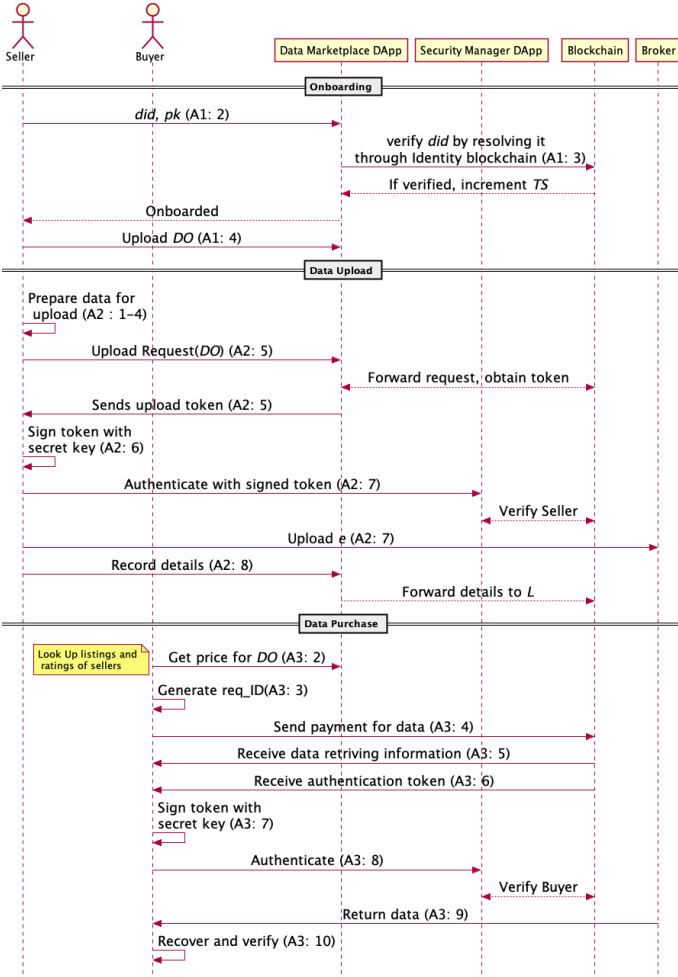 Seller
Buyer
Data Marketplace DApp
Security Manager DApp
Blockchain
Broker
Onboarding
did, pk (A1: 2)
verify did by resolving it
through Identity blockchain (A1: 3)
If verified, increment TS
Onboarded
Upload DO (A1: 4)
Data Upload
Prepare data for
upload (A2 : 1-4)
Upload Request(DO) (A2: 5)
Forward request, obtain token
Sends upload token (A2: 5)
Sign token with
secret key (A2: 6)
Authenticate with signed token (A2: 7)
Verify Seller
Upload e (A2: 7)
Record details (A2: 8)
Forward details to L
Data Purchase
Look Up listings and
ratings of sellers
Get price for DO (A3: 2)
Generate req_ID(A3: 3)
Send payment for data (A3: 4)
Receive data retriving information (A3: 5)
Receive authentication token (A3: 6)
Sign token with
secret key (A3: 7)
Authenticate (A3: 8)
Verify Buyer
Return data (A3: 9)
Recover and verify (A3: 10)